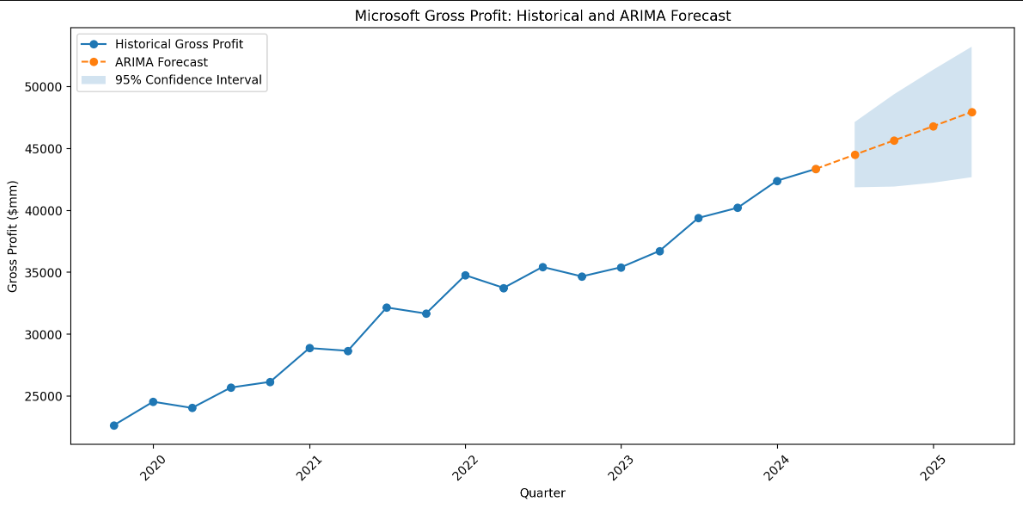 Microsoft Gross Profit: Historical and ARIMA Forecast
Historical Gross Profit
ARIMA Forecast
95% Confidence Interval
50000
45000
40000
35000
30000
25000
Gross Profit ($mm)
2020
2021
2022
2023
2024
2025
Quarter